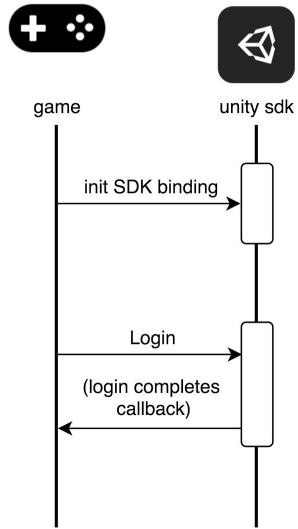 game
unity sdk
init SDK binding
Login
(login completes
callback)